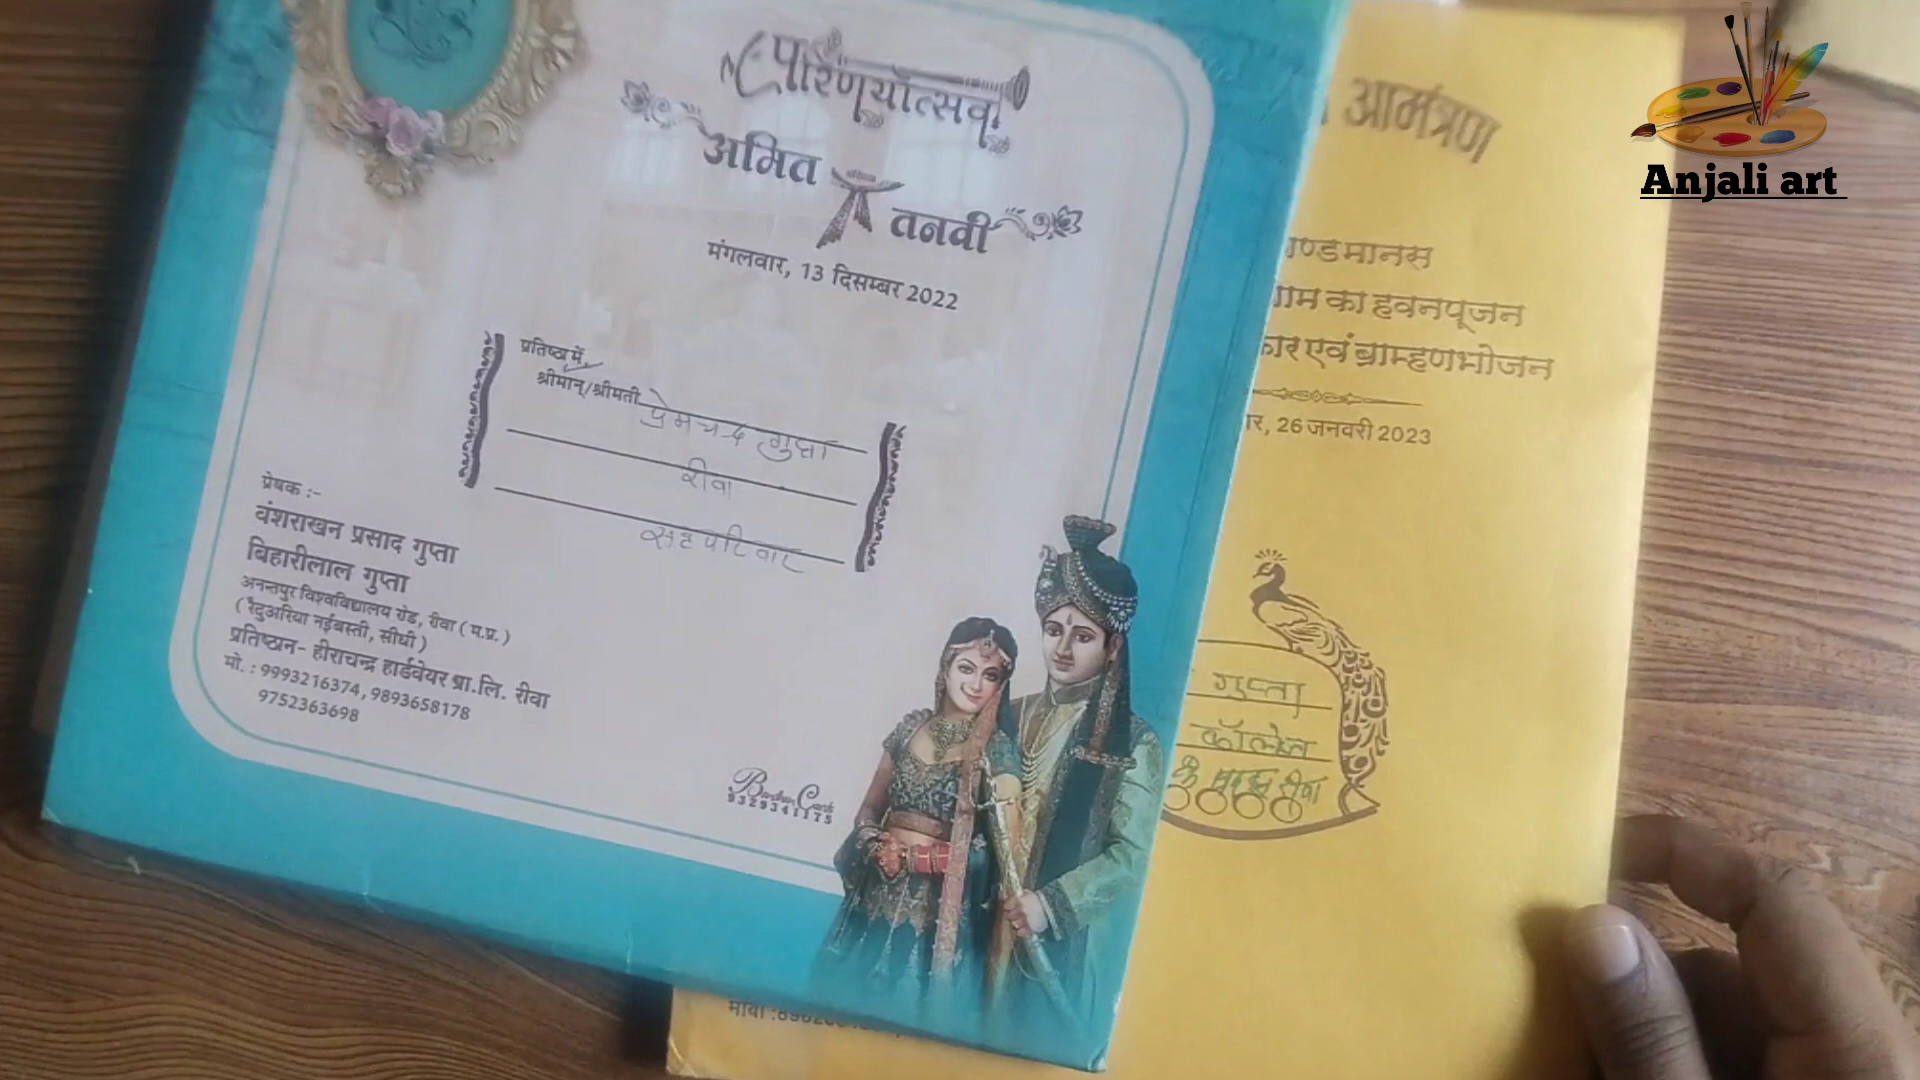 परिणयोत्सव
अमित
तनवी
मंगलवार, 13 दिसम्बर 2022
प्रतिष्ठा में,
श्रीमान्/श्रीमती प्रेमचन्द्र गुप्ता
रीवा
सहपरिवार
प्रेषक :-
वंशराखन प्रसाद गुप्ता
बिहारीलाल गुप्ता
अनन्तपुर विश्वविद्यालय रोड, रीवा ( म.प्र. )
( रैदुअरिया नईबस्ती, सीधी )
प्रतिष्ठान- हीराचन्द्र हार्डवेयर प्रा.लि. रीवा
मो. : 9993216374, 9893658178
9752363698
9329341175
आमंत्रण
ण्डमानस
का हवनपूजन
एवं ब्राम्हणभोजन
26 जनवरी 2023
गुप्ता
कॉलेज
रीवा
Anjali art